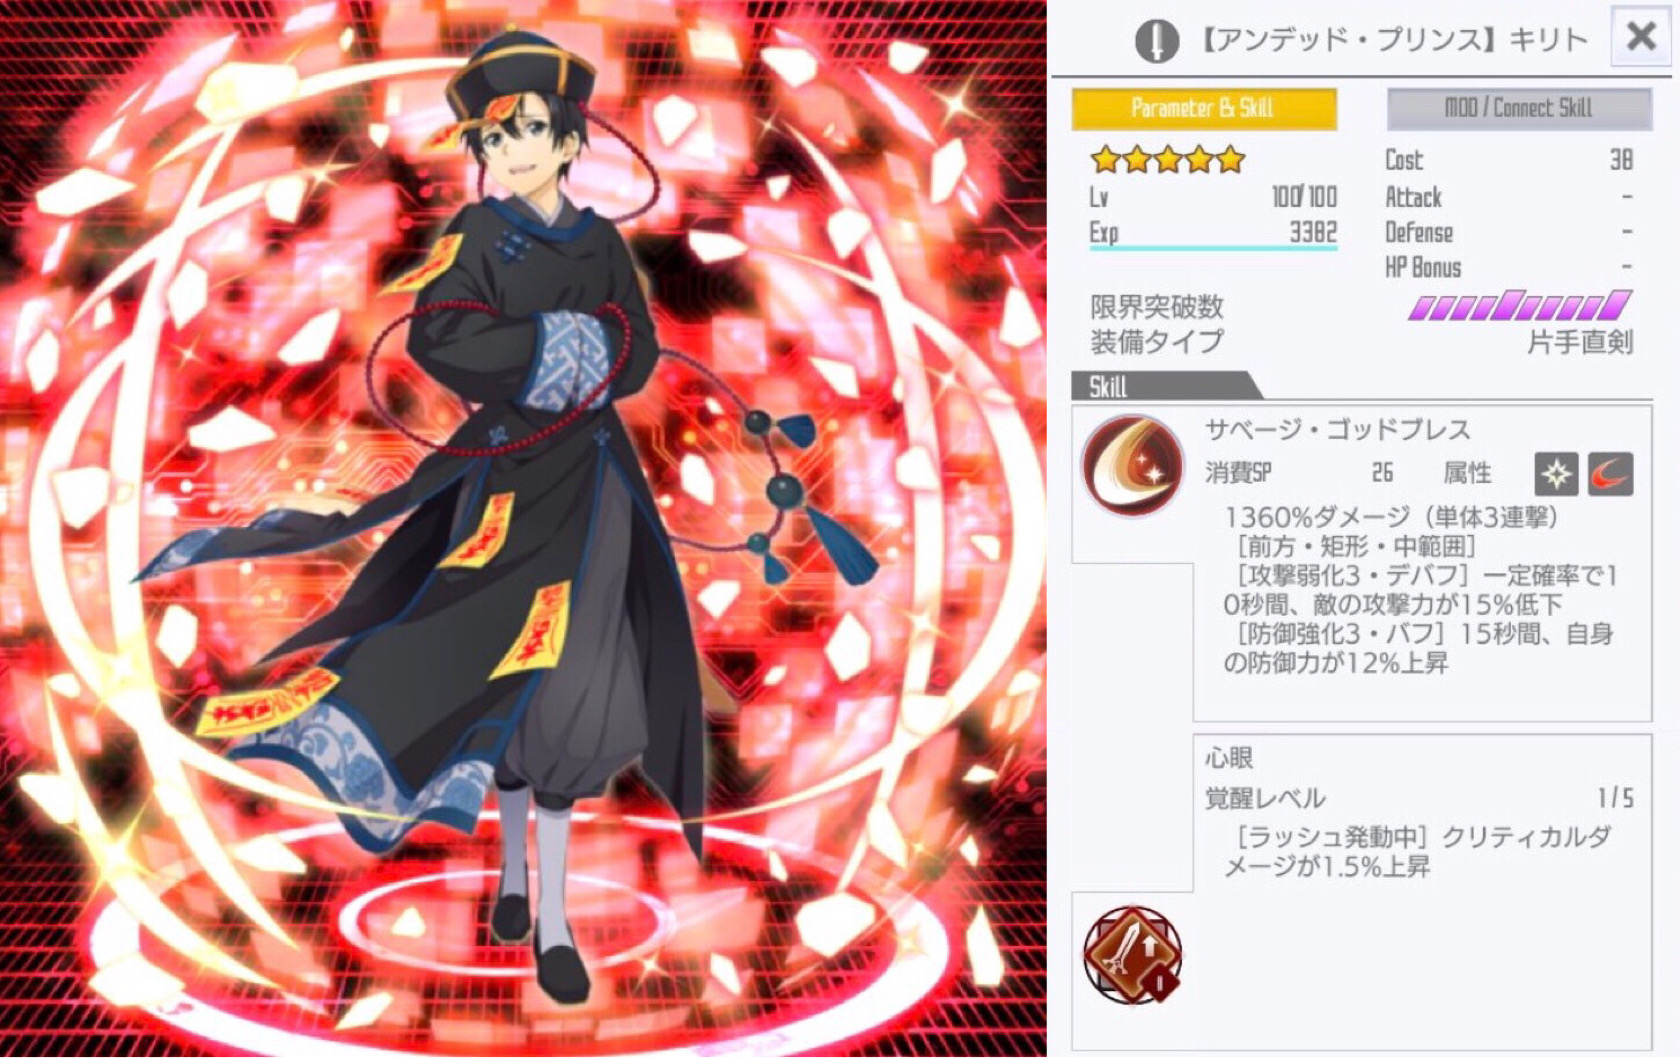 【アンデッド・プリンス】キリト
Parameter & Skill
MOD / Connect Skill
Lv 100/100
Exp 3382
Cost 38
Attack -
Defense -
HP Bonus -
限界突破数
装備タイプ 片手直剣
Skill
サベージ・ゴッドブレス
消費SP 26 属性
1360%ダメージ（単体3連撃）
［前方・矩形・中範囲］
［攻撃弱化3・デバフ］一定確率で1
0秒間、敵の攻撃力が15%低下
［防御強化3・バフ］15秒間、自身
の防御力が12%上昇
心眼
覚醒レベル 1/5
［ラッシュ発動中］クリティカルダ
メージが1.5%上昇